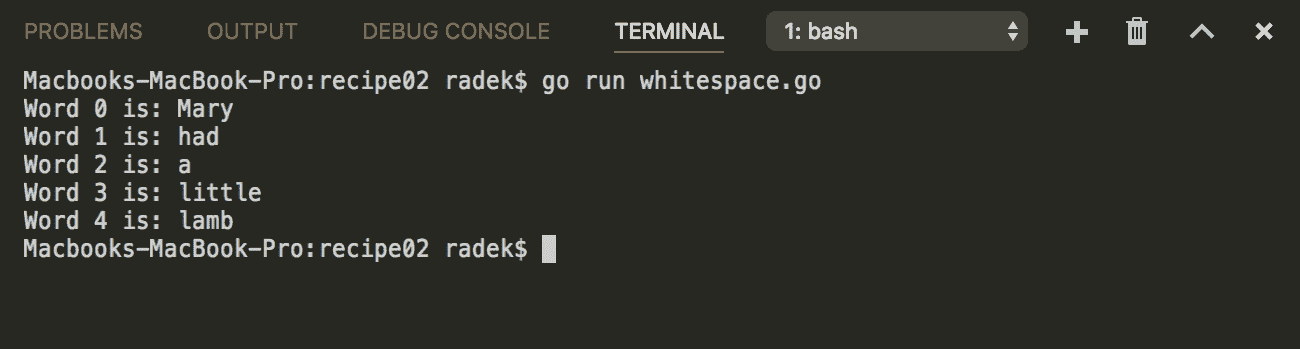 PROBLEMS OUTPUT DEBUG CONSOLE TERMINAL 1: bash
Macbooks-MacBook-Pro:recipe02 radek$ go run whitespace.go
Word 0 is: Mary
Word 1 is: had
Word 2 is: a
Word 3 is: little
Word 4 is: lamb
Macbooks-MacBook-Pro:recipe02 radek$